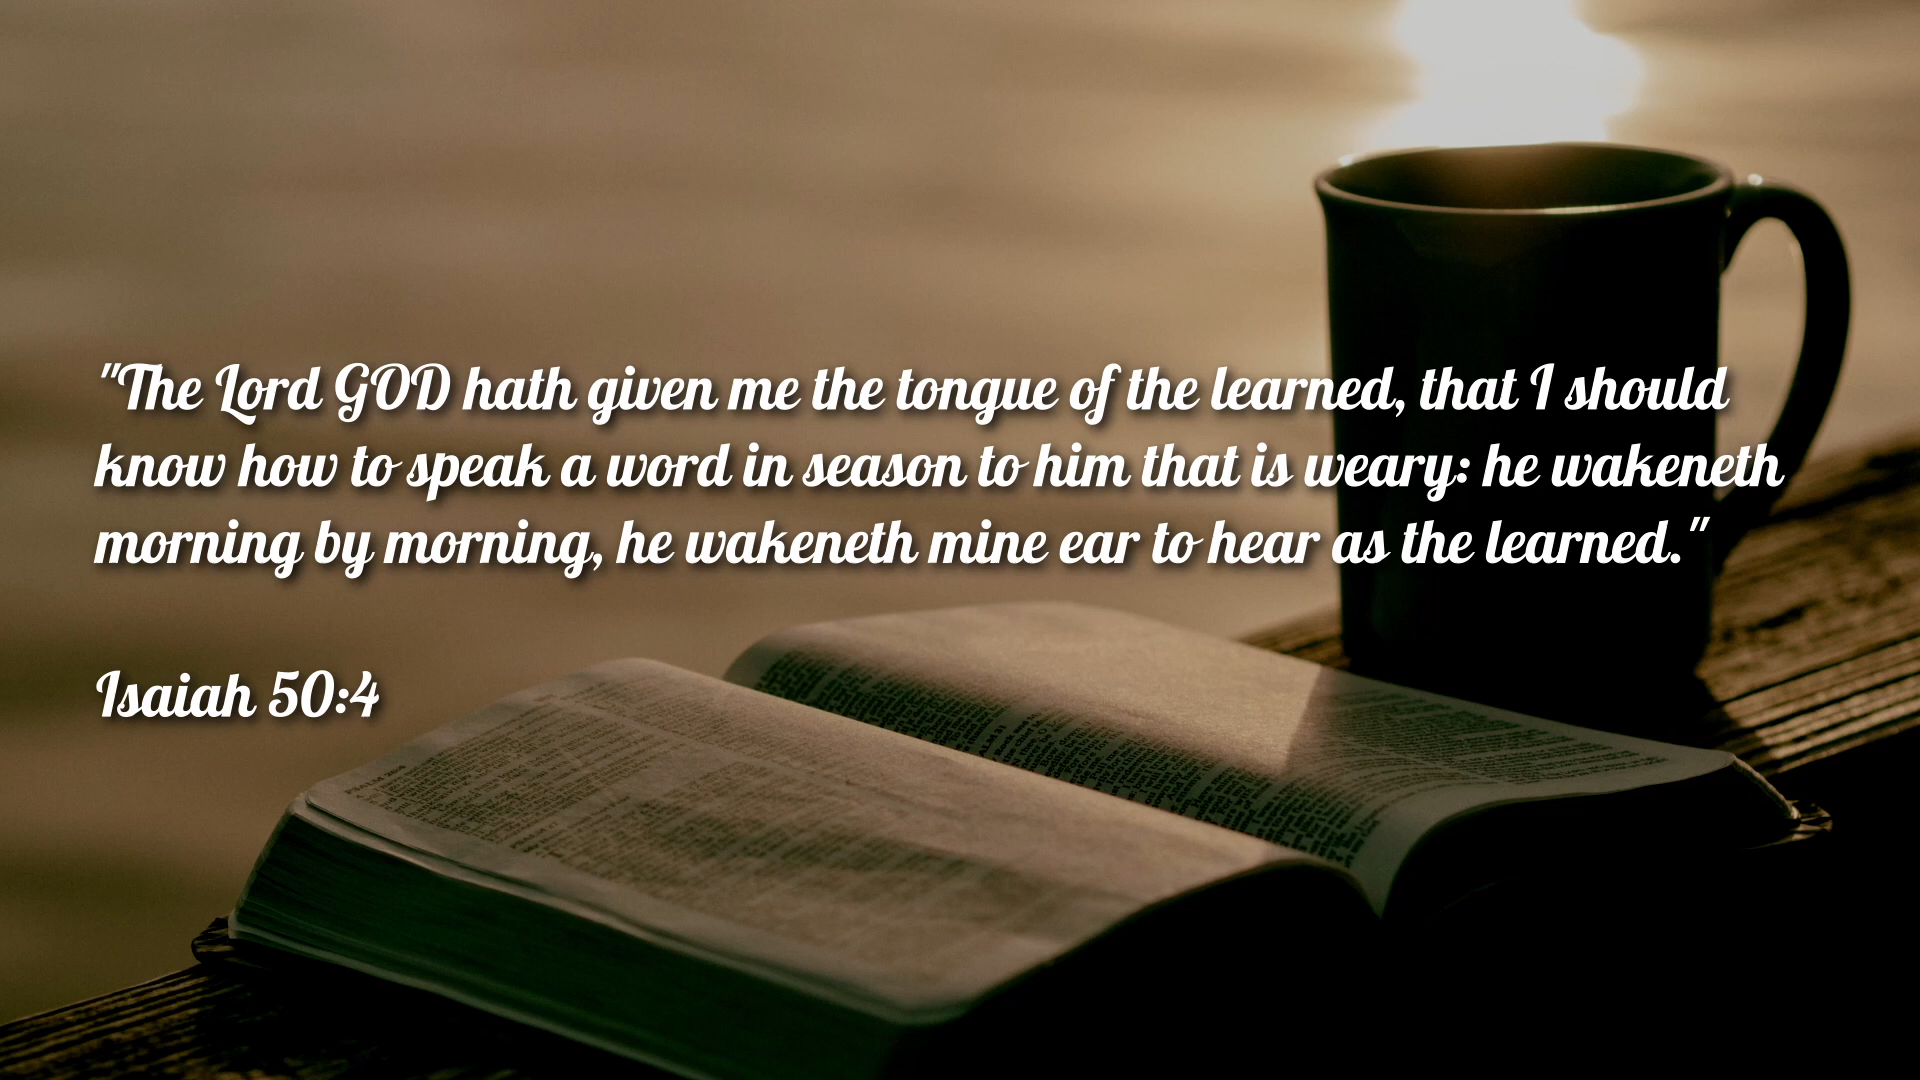 "The Lord GOD hath given me the tongue of the learned, that I should
know how to speak a word in season to him that is weary: he wakeneth
morning by morning, he wakeneth mine ear to hear as the learned."
Isaiah 50:4